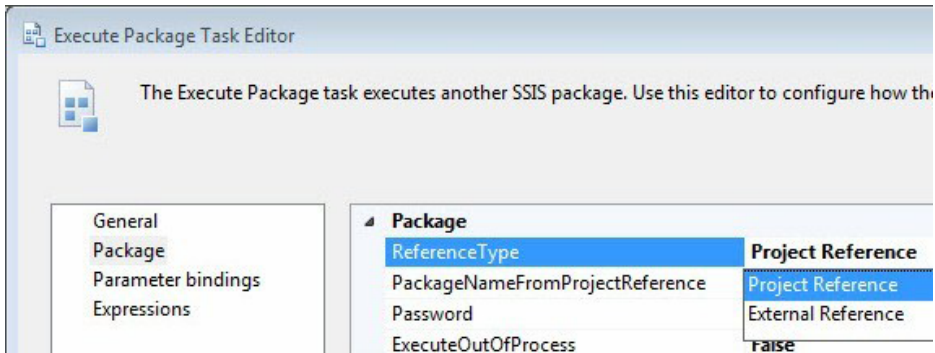 Execute Package Task Editor
The Execute Package task executes another SSIS package. Use this editor to configure how the
General
Package
Parameter bindings
Expressions
Package
ReferenceType Project Reference
PackageNameFromProjectReference Project Reference
Password External Reference
ExecuteOutOfProcess False